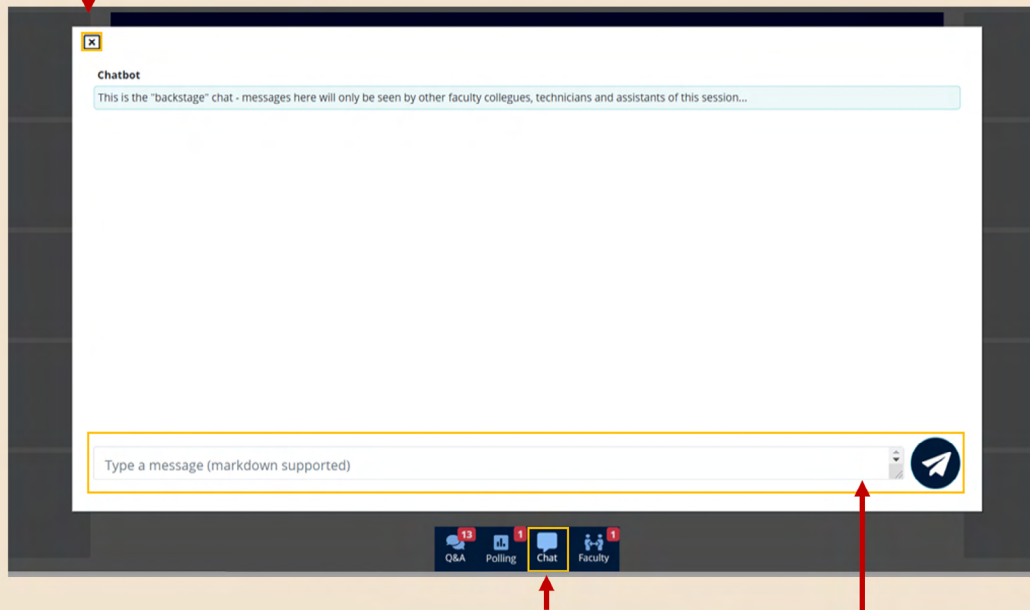 Chatbot
This is the "backstage" chat - messages here will only be seen by other faculty collegues, technicians and assistants of this session...
Type a message (markdown supported)
13
1
1
Q&A
Polling
Chat
Faculty